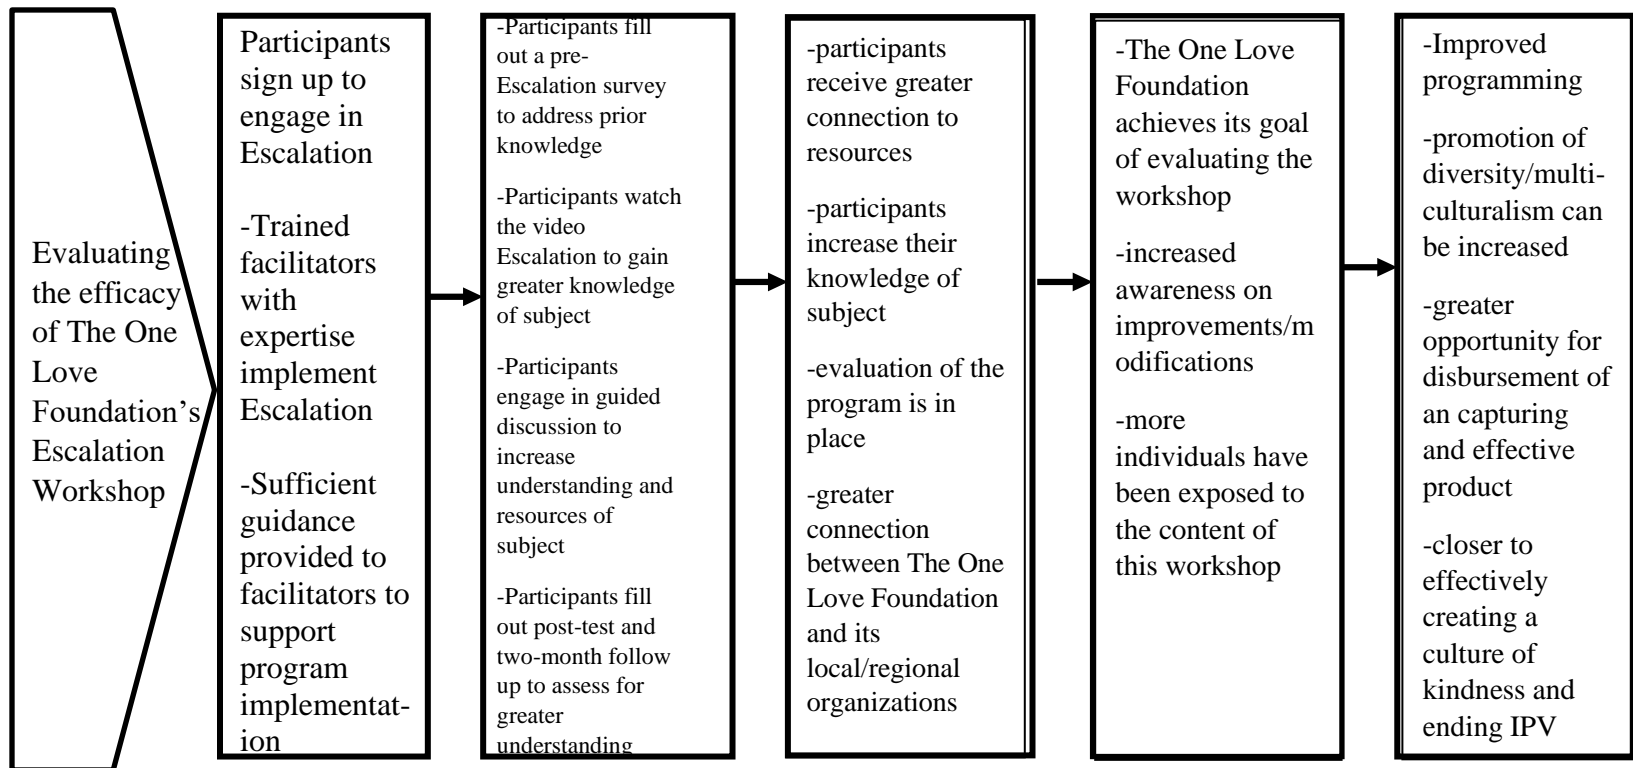 Evaluating
the efficacy
of The One
Love
Foundation’s
Escalation
Workshop
Participants
sign up to
engage in
Escalation
-Trained
facilitators
with
expertise
implement
Escalation
-Sufficient
guidance
provided to
facilitators to
support
program
implementat-
ion
-Participants fill
out a pre-
Escalation survey
to address prior
knowledge
-Participants watch
the video
Escalation to gain
greater knowledge
of subject
-Participants
engage in guided
discussion to
increase
understanding and
resources of
subject
-Participants fill
out post-test and
two-month follow
up to assess for
greater
understanding
-participants
receive greater
connection to
resources
-participants
increase their
knowledge of
subject
-evaluation of the
program is in
place
-greater
connection
between The One
Love Foundation
and its
local/regional
organizations
-The One Love
Foundation
achieves its goal
of evaluating the
workshop
-increased
awareness on
improvements/m
odifications
-more
individuals have
been exposed to
the content of
this workshop
-Improved
programming
-promotion of
diversity/multi-
culturalism can
be increased
-greater
opportunity for
disbursement of
an capturing
and effective
product
-closer to
effectively
creating a
culture of
kindness and
ending IPV